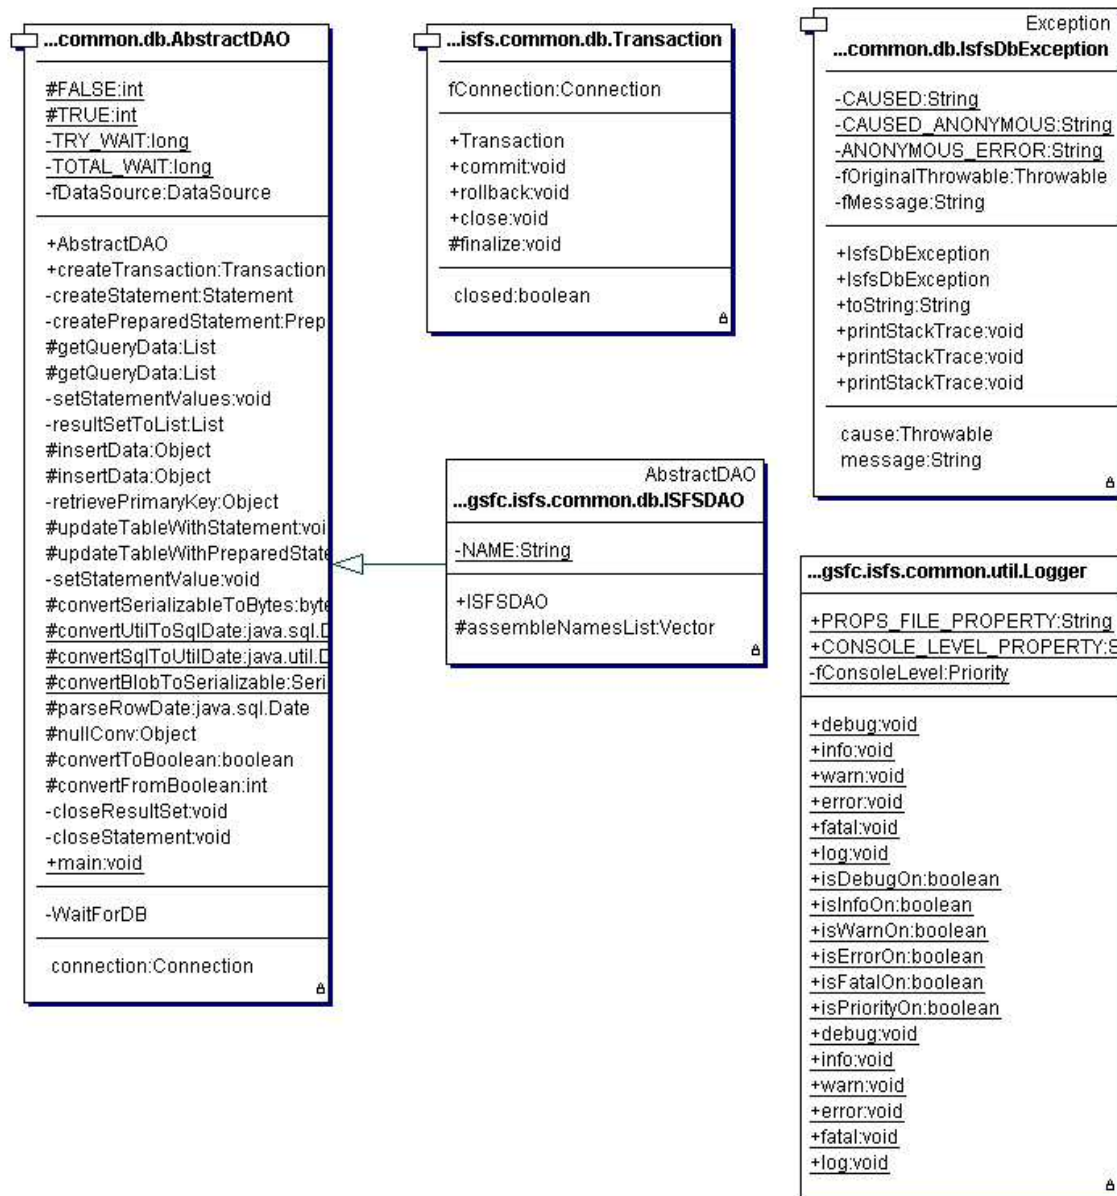 ...common.db.AbstractDAO
#FALSE:int
#TRUE:int
-TRY_WAIT:long
-TOTAL_WAIT:long
-fDataSource:DataSource
+AbstractDAO
+createTransaction:Transaction
-createStatement:Statement
-createPreparedStatement:Prep
#getQueryData:List
#getQueryData:List
-setStatementValues:void
-resultSetToList:List
#insertData:Object
#insertData:Object
-retrievePrimaryKey:Object
#updateTableWithStatement:voi
#updateTableWithPreparedState
-setStatementValue:void
#convertSerializableToBytes:byte
#convertUtilToSqlDate:java.sql.D
#convertSqlToUtilDate:java.util.D
#convertBlobToSerializable:Seri
#parseRowDate:java.sql.Date
#nullConv:Object
#convertToBoolean:boolean
#convertFromBoolean:int
-closeResultSet:void
-closeStatement:void
+main:void
-WaitForDB
connection:Connection
...isfs.common.db.Transaction
fConnection:Connection
+Transaction
+commit:void
+rollback:void
+close:void
#finalize:void
closed:boolean
AbstractDAO
...gsfc.isfs.common.db.ISFSDAO
-NAME:String
+ISFSDAO
#assembleNamesList:Vector
Exception
...common.db.IsfsDbException
-CAUSED:String
-CAUSED_ANONYMOUS:String
-ANONYMOUS_ERROR:String
-fOriginalThrowable:Throwable
-fMessage:String
+IsfsDbException
+IsfsDbException
+toString:String
+printStackTrace:void
+printStackTrace:void
+printStackTrace:void
cause:Throwable
message:String
...gsfc.isfs.common.util.Logger
+PROPS_FILE_PROPERTY:String
+CONSOLE_LEVEL_PROPERTY:S
-fConsoleLevel:Priority
+debug:void
+info:void
+warn:void
+error:void
+fatal:void
+log:void
+isDebugOn:boolean
+isInfoOn:boolean
+isWarnOn:boolean
+isErrorOn:boolean
+isFatalOn:boolean
+isPriorityOn:boolean
+debug:void
+info:void
+warn:void
+error:void
+fatal:void
+log:void